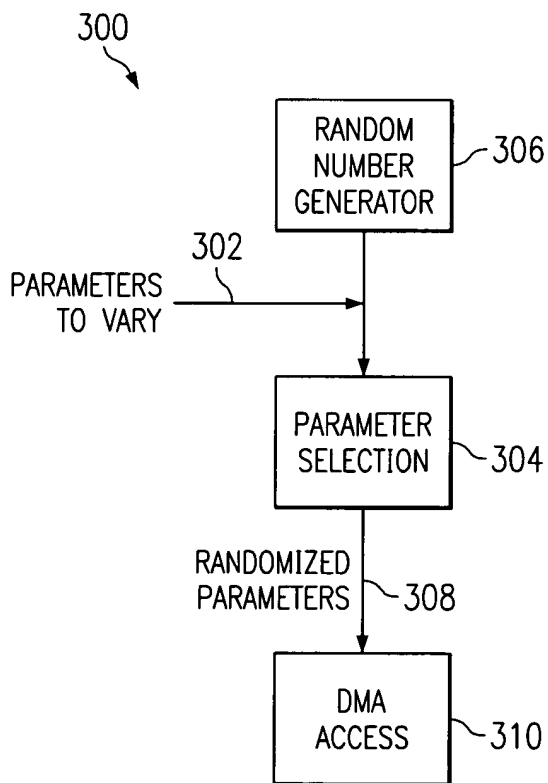 300
RANDOM
NUMBER
GENERATOR
306
302
PARAMETERS
TO VARY
PARAMETER
SELECTION
304
RANDOMIZED
PARAMETERS
308
DMA
ACCESS
310